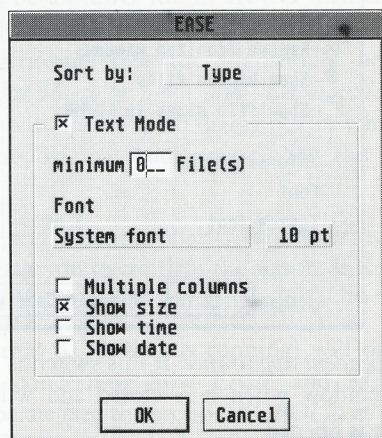 EASE
Sort by: Type
Text Mode
minimum 0__ File(s)
Font
System font 10 pt
Multiple columns
Show size
Show time
Show date
OK Cancel